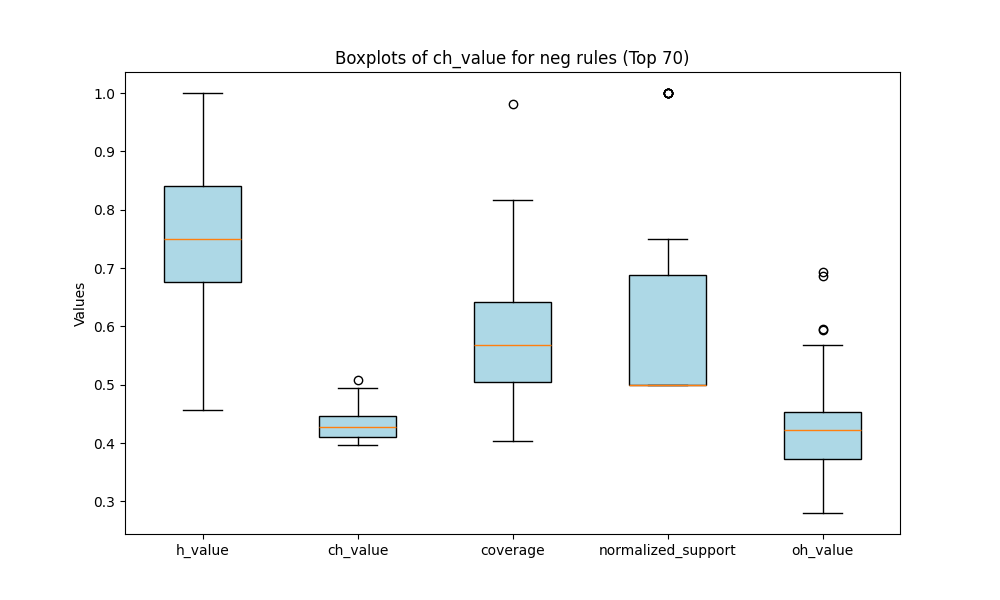 Boxplots of ch_value for neg rules (Top 70)
Values
1.0
0.9
0.8
0.7
0.6
0.5
0.4
0.3
h_value
ch_value
coverage
normalized_support
oh_value